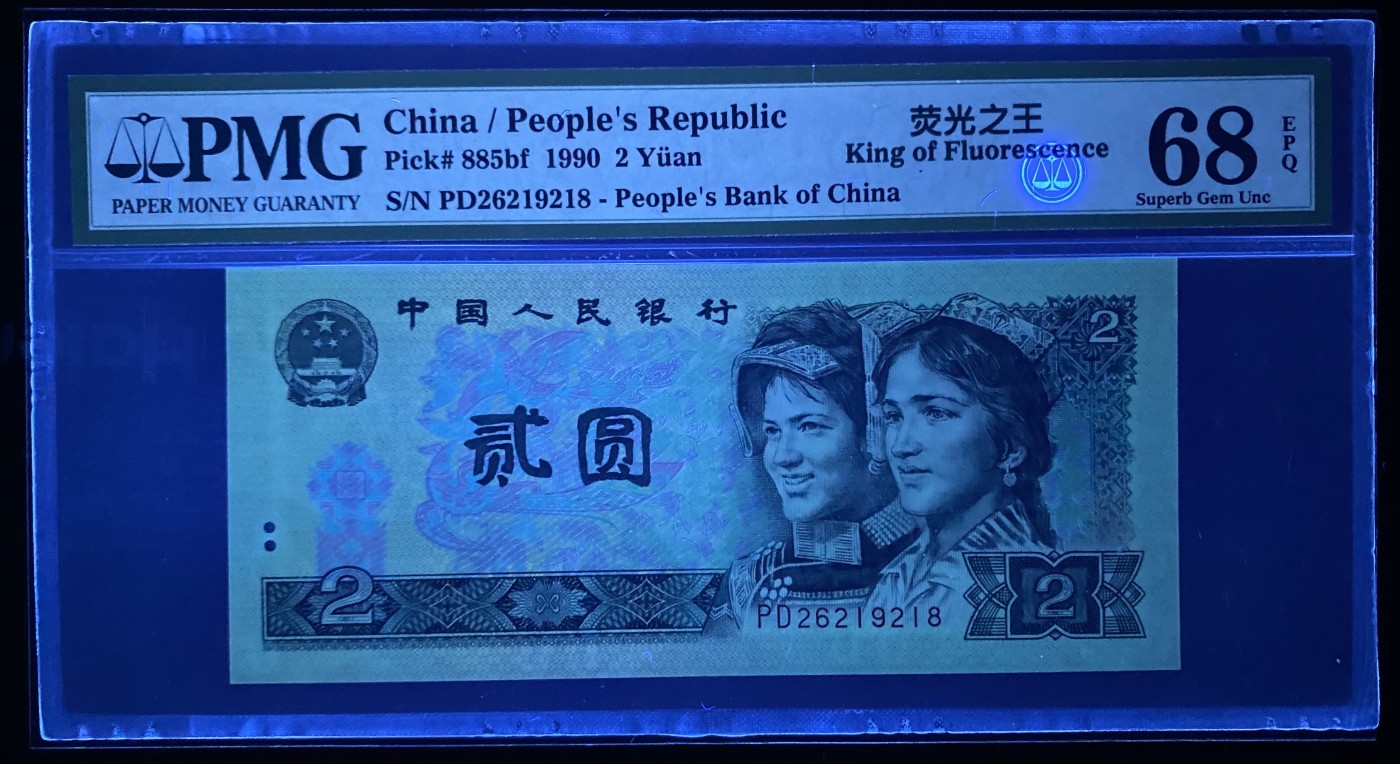 PMG
PAPER MONEY GUARANTY
China / People's Republic
Pick# 885bf 1990 2 Yüan
S/N PD26219218 - People's Bank of China
荧光之王
King of Fluorescence
68
EPQ
Superb Gem Unc
中国人民银行
2
贰圆
2
PD26219218
2